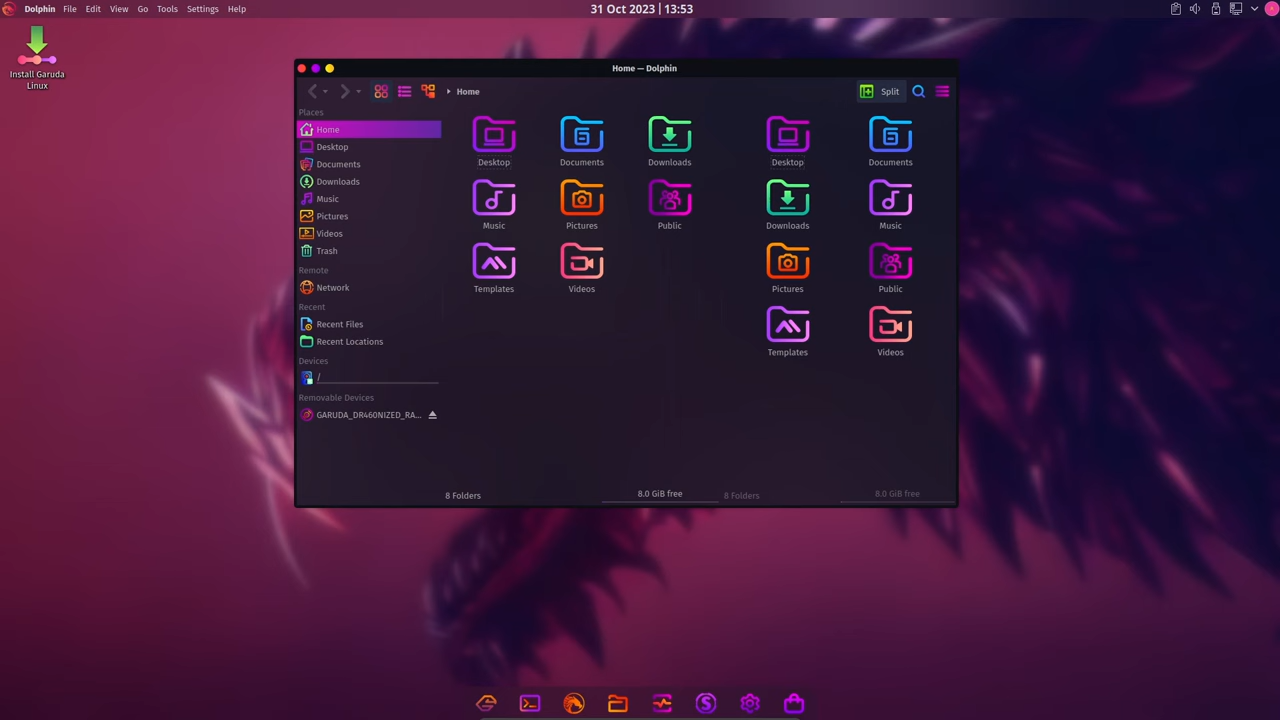 Dolphin File Edit View Go Tools Settings Help
31 Oct 2023 | 13:53
Install Garuda
Linux
Home — Dolphin
Home
Split
Places
Home
Desktop
Documents
Downloads
Music
Pictures
Videos
Trash
Remote
Network
Recent
Recent Files
Recent Locations
Devices
/
Removable Devices
GARUDA_DR460NIZED_RA...
Desktop Documents Downloads
Music Pictures Public
Templates Videos
8 Folders
8.0 GiB free
Desktop Documents
Downloads Music
Pictures Public
Templates Videos
8 Folders
8.0 GiB free